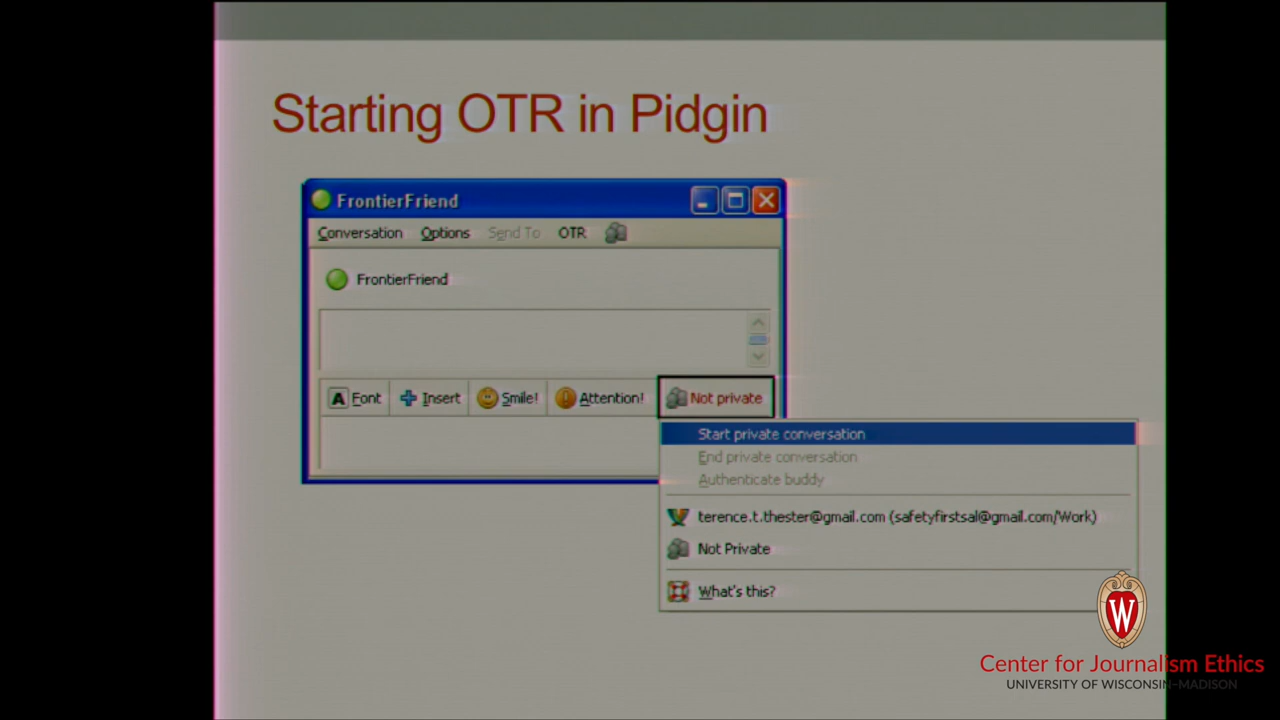 Starting OTR in Pidgin
FrontierFriend
Conversation Options Send To OTR
FrontierFriend
A Font Insert Smile! Attention! Not private
Start private conversation
End private conversation
Authenticate buddy
terence.t.thester@gmail.com (safetyfirstsal@gmail.com/Work)
Not Private
What's this?
W
Center for Journalism Ethics
UNIVERSITY OF WISCONSIN–MADISON